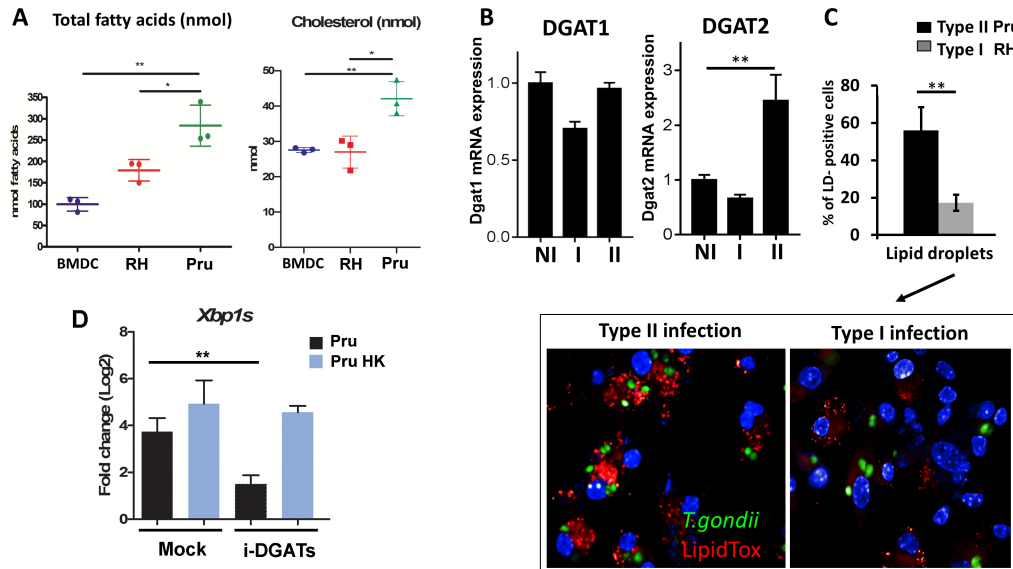 A
Total fatty acids (nmol)
**
*
nmol fatty acids
350
300
250
200
150
100
50
0
BMDC
RH
Pru
Cholesterol (nmol)
*
**
nmol
50
40
30
20
10
0
BMDC
RH
Pru
B
DGAT1
Dgat1 mRNA expression
1.0
0.5
0.0
NI
I
II
DGAT2
**
Dgat2 mRNA expression
3
2
1
0
NI
I
II
C
Type II Pru
Type I RH
**
% of LD- positive cells
80
60
40
20
0
Lipid droplets
D
Xbp1s
Pru
Pru HK
**
Fold change (Log2)
8
6
4
2
0
Mock
i-DGATs
Type II infection
Type I infection
T.gondii
LipidTox